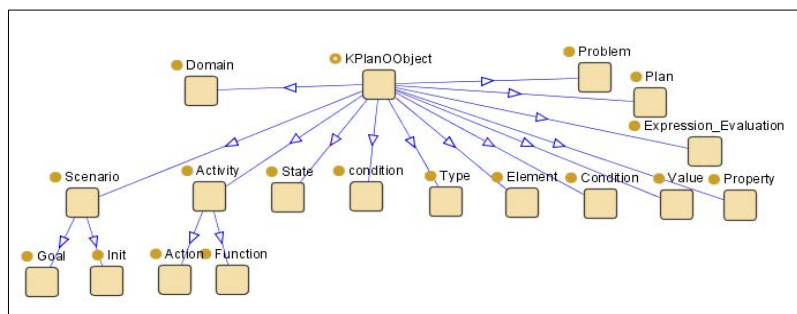 Problem
KPlanOObject
Domain
Plan
Expression_Evaluation
Scenario
Activity
State
condition
Type
Element
Condition
Value
Property
Goal
Init
Action
Function